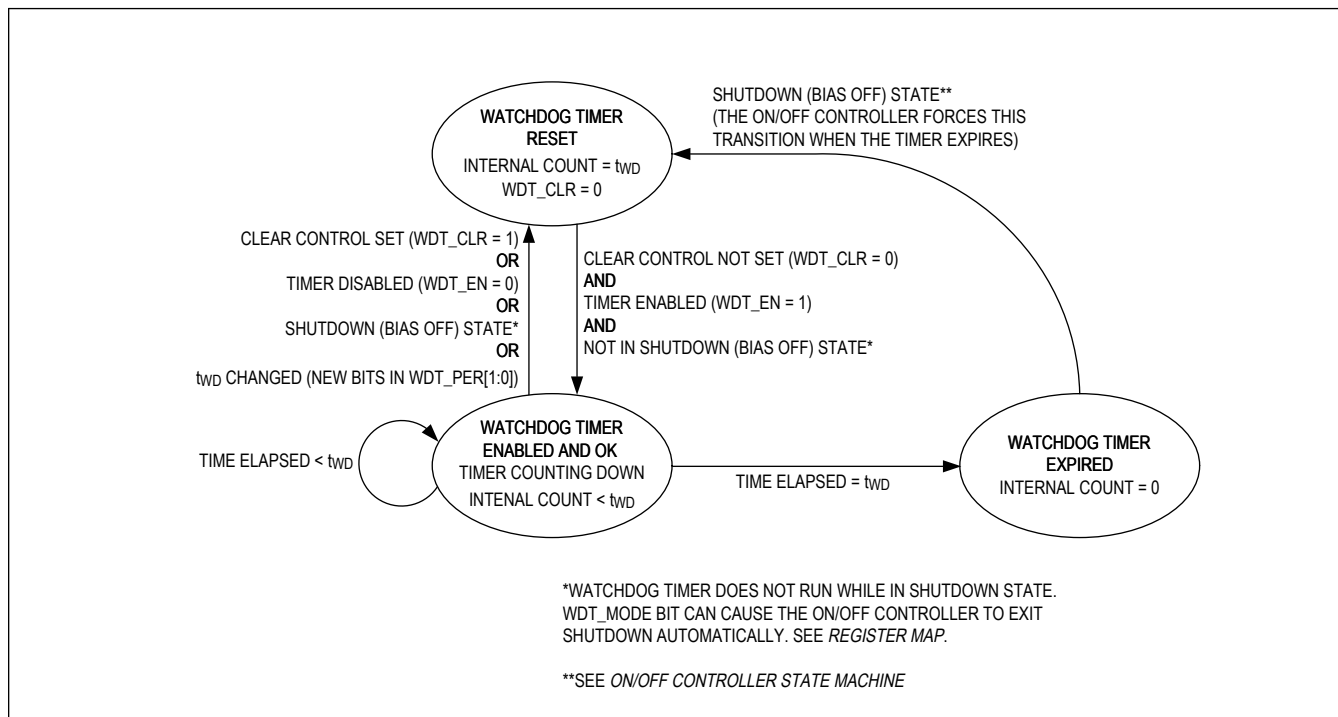 WATCHDOG TIMER
RESET
INTERNAL COUNT = tWD
WDT_CLR = 0
SHUTDOWN (BIAS OFF) STATE**
(THE ON/OFF CONTROLLER FORCES THIS
TRANSITION WHEN THE TIMER EXPIRES)
CLEAR CONTROL SET (WDT_CLR = 1)
OR
TIMER DISABLED (WDT_EN = 0)
OR
SHUTDOWN (BIAS OFF) STATE*
OR
tWD CHANGED (NEW BITS IN WDT_PER[1:0])
CLEAR CONTROL NOT SET (WDT_CLR = 0)
AND
TIMER ENABLED (WDT_EN = 1)
AND
NOT IN SHUTDOWN (BIAS OFF) STATE*
TIME ELAPSED < tWD
WATCHDOG TIMER
ENABLED AND OK
TIMER COUNTING DOWN
INTENAL COUNT < tWD
TIME ELAPSED = tWD
WATCHDOG TIMER
EXPIRED
INTERNAL COUNT = 0
*WATCHDOG TIMER DOES NOT RUN WHILE IN SHUTDOWN STATE.
WDT_MODE BIT CAN CAUSE THE ON/OFF CONTROLLER TO EXIT
SHUTDOWN AUTOMATICALLY. SEE REGISTER MAP.
**SEE ON/OFF CONTROLLER STATE MACHINE